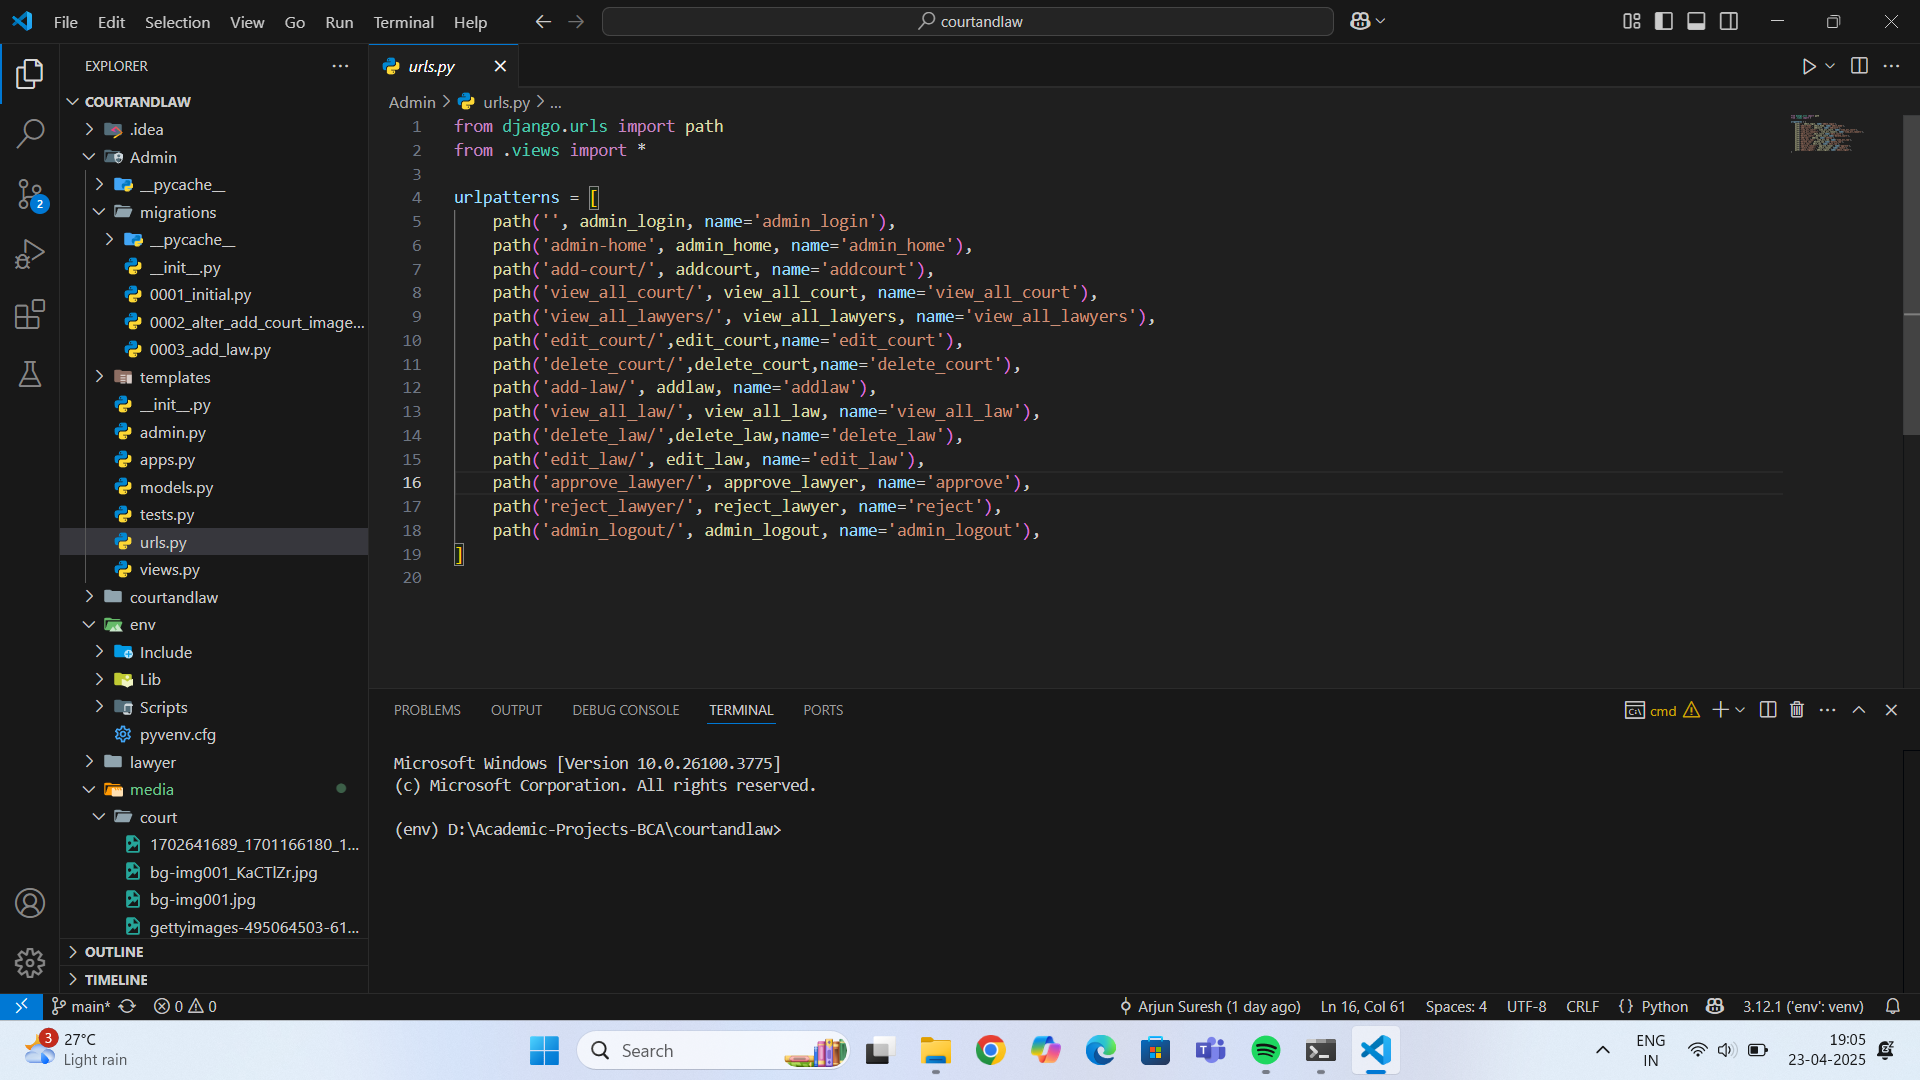 File Edit Selection View Go Run Terminal Help
courtandlaw
EXPLORER
COURTANDLAW
.idea
Admin
__pycache__
migrations
__pycache__
__init__.py
0001_initial.py
0002_alter_add_court_image...
0003_add_law.py
templates
__init__.py
admin.py
apps.py
models.py
tests.py
urls.py
views.py
courtandlaw
env
Include
Lib
Scripts
pyvenv.cfg
lawyer
media
court
1702641689_1701166180_1...
bg-img001_KaCTlZr.jpg
bg-img001.jpg
gettyimages-495064503-61...
OUTLINE
TIMELINE
2
urls.py
Admin > urls.py > ...
1 from django.urls import path
2 from .views import *
3
4 urlpatterns = [
5     path('', admin_login, name='admin_login'),
6     path('admin-home', admin_home, name='admin_home'),
7     path('add-court/', addcourt, name='addcourt'),
8     path('view_all_court/', view_all_court, name='view_all_court'),
9     path('view_all_lawyers/', view_all_lawyers, name='view_all_lawyers'),
10     path('edit_court/',edit_court,name='edit_court'),
11     path('delete_court/',delete_court,name='delete_court'),
12     path('add-law/', addlaw, name='addlaw'),
13     path('view_all_law/', view_all_law, name='view_all_law'),
14     path('delete_law/',delete_law,name='delete_law'),
15     path('edit_law/', edit_law, name='edit_law'),
16     path('approve_lawyer/', approve_lawyer, name='approve'),
17     path('reject_lawyer/', reject_lawyer, name='reject'),
18     path('admin_logout/', admin_logout, name='admin_logout'),
19 ]
20
PROBLEMS OUTPUT DEBUG CONSOLE TERMINAL PORTS
cmd
Microsoft Windows [Version 10.0.26100.3775]
(c) Microsoft Corporation. All rights reserved.
(env) D:\Academic-Projects-BCA\courtandlaw>
main* 0 0
Arjun Suresh (1 day ago) Ln 16, Col 61 Spaces: 4 UTF-8 CRLF {} Python 3.12.1 ('env': venv)
3
27°C
Light rain
Search
ENG
IN
19:05
23-04-2025